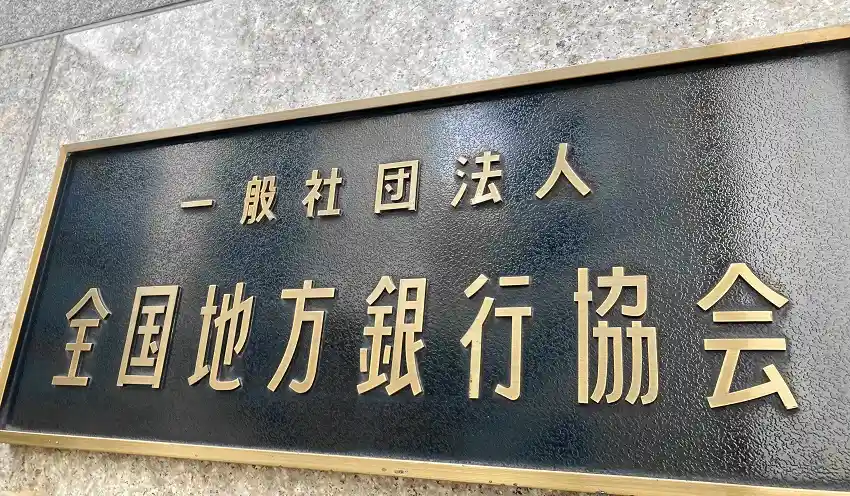 一般社団法人
全国地方銀行協会